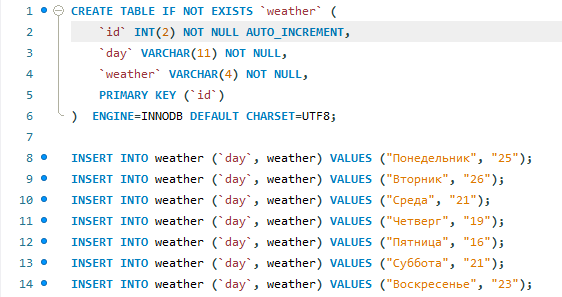 1 CREATE TABLE IF NOT EXISTS `weather` (
2 `id` INT(2) NOT NULL AUTO_INCREMENT,
3 `day` VARCHAR(11) NOT NULL,
4 `weather` VARCHAR(4) NOT NULL,
5 PRIMARY KEY (`id`)
6 ) ENGINE=INNODB DEFAULT CHARSET=UTF8;
7
8 INSERT INTO weather (`day`, weather) VALUES ("Понедельник", "25");
9 INSERT INTO weather (`day`, weather) VALUES ("Вторник", "26");
10 INSERT INTO weather (`day`, weather) VALUES ("Среда", "21");
11 INSERT INTO weather (`day`, weather) VALUES ("Четверг", "19");
12 INSERT INTO weather (`day`, weather) VALUES ("Пятница", "16");
13 INSERT INTO weather (`day`, weather) VALUES ("Суббота", "21");
14 INSERT INTO weather (`day`, weather) VALUES ("Воскресенье", "23");